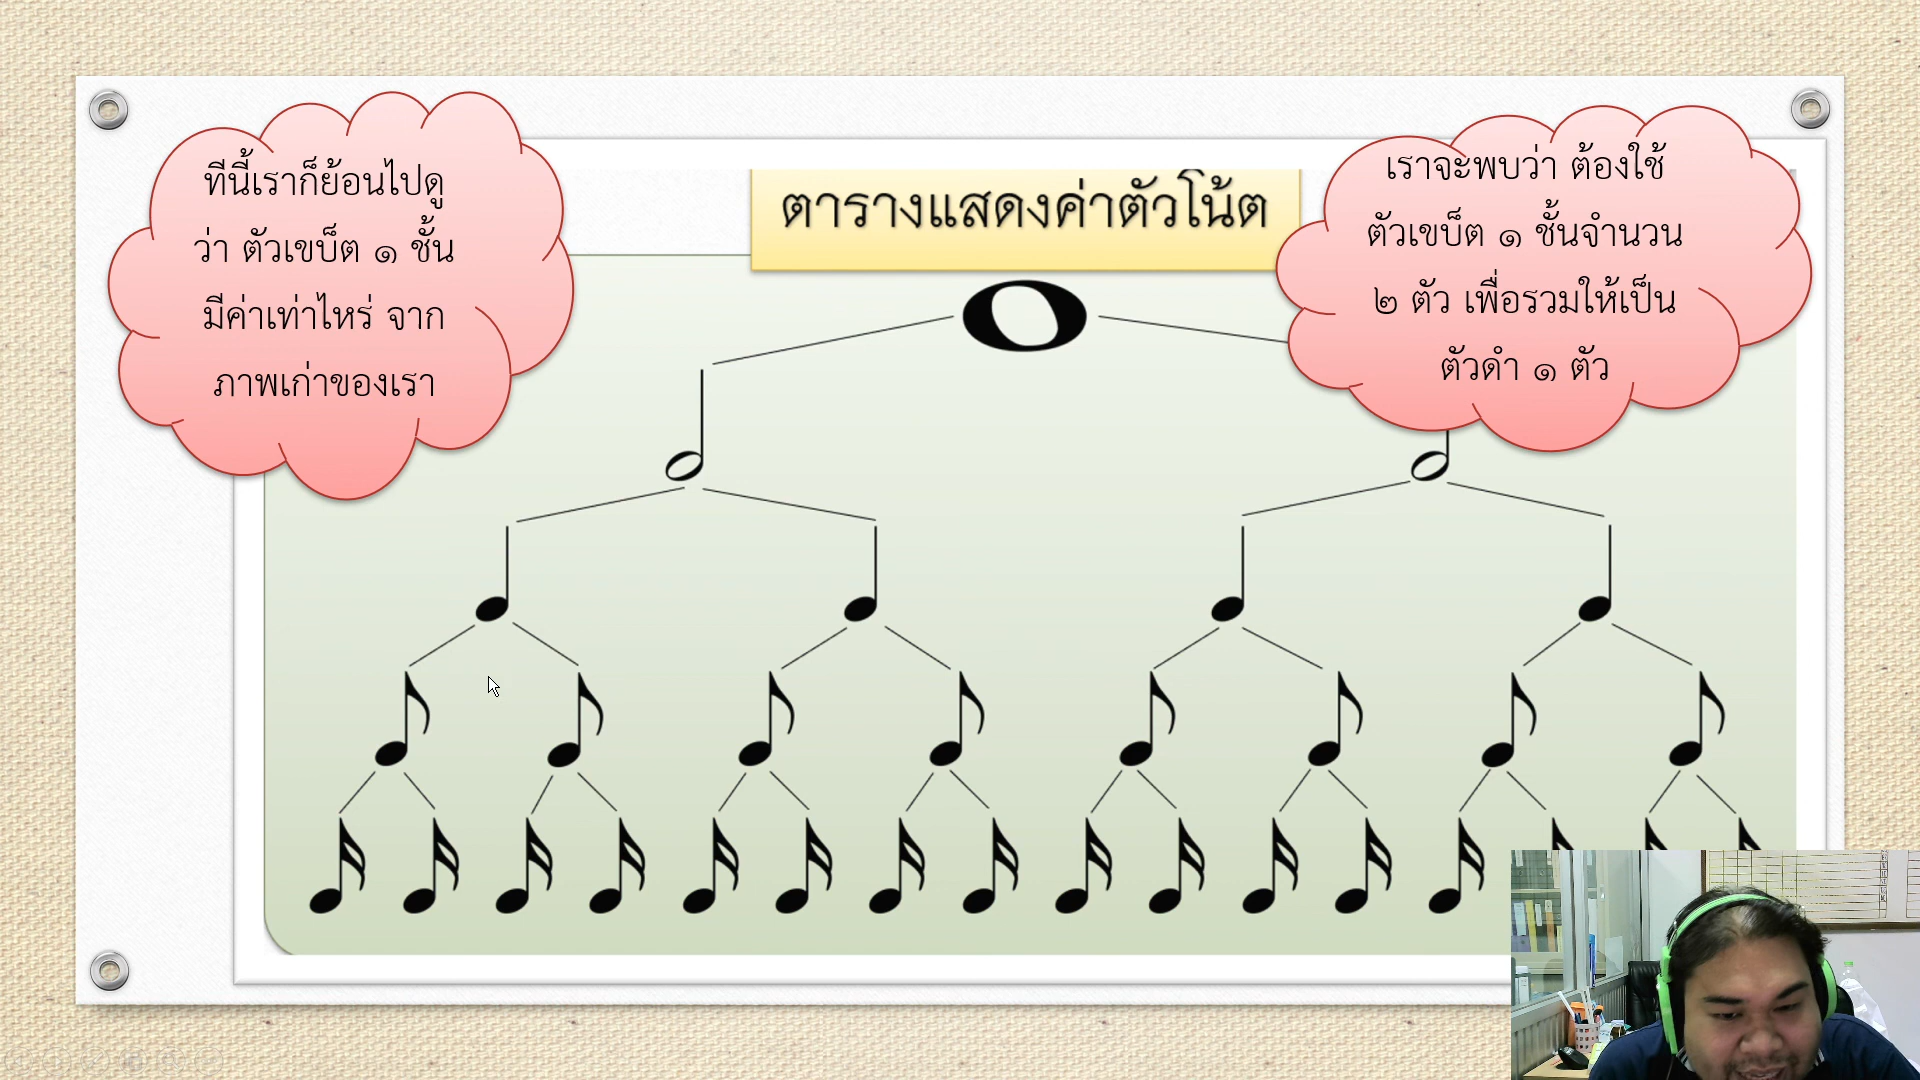 ทีนี้เราก็ย้อนไปดู
ว่า ตัวเขบ็ต ๑ ชั้น
มีค่าเท่าไหร่ จาก
ภาพเก่าของเรา
ตารางแสดงค่าตัวโน้ต
เราจะพบว่า ต้องใช้
ตัวเขบ็ต ๑ ชั้นจำนวน
๒ ตัว เพื่อรวมให้เป็น
ตัวดำ ๑ ตัว